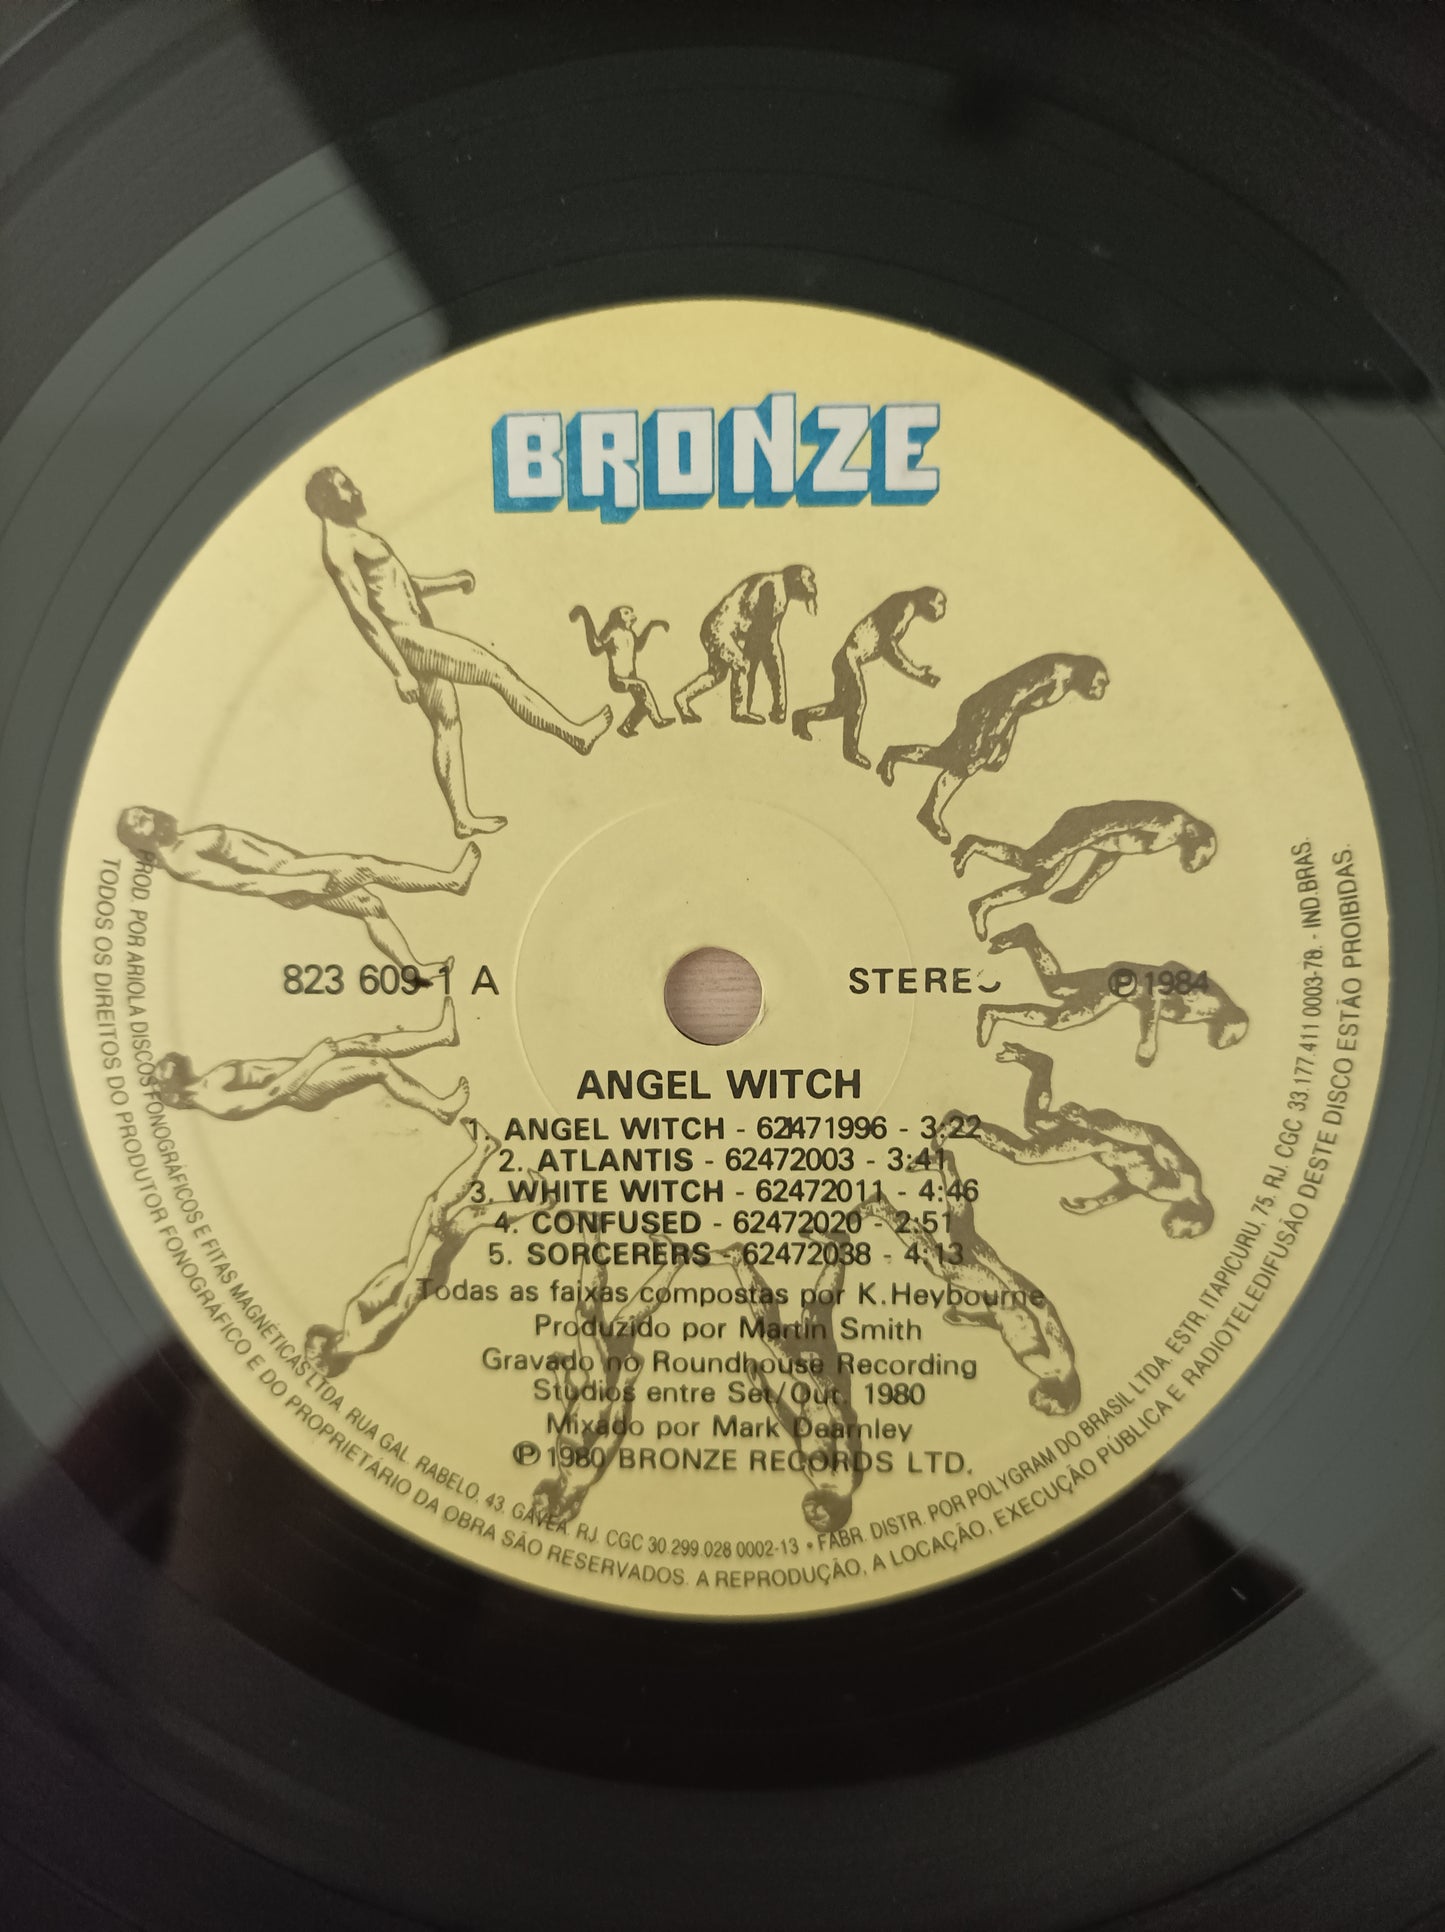 BRONZE
823 609-1 A
STEREO
℗ 1984
ANGEL WITCH
1. ANGEL WITCH - 62471996 - 3:22
2. ATLANTIS - 62472003 - 3:41
3. WHITE WITCH - 62472011 - 4:46
4. CONFUSED - 62472020 - 2:51
5. SORCERERS - 62472038 - 4:13
Todas as faixas compostas por K.Heybourne
Produzido por Martin Smith
Gravado no Roundhouse Recording
Studios entre Set/Out. 1980
Mixado por Mark Dearnley
℗ 1980 BRONZE RECORDS LTD.
PROD. POR ARIOLA DISCOS FONOGRÁFICOS E FITAS MAGNÉTICAS LTDA. RUA GAL. RABELO, 43. GÁVEA. RJ. CGC 30.299.028 0002-13 • FABR. DISTR. POR POLYGRAM DO BRASIL LTDA. ESTR. ITAPICURU, 75. RJ. CGC 33.177.411 0003-78. - IND.BRAS.
TODOS OS DIREITOS DO PRODUTOR FONOGRÁFICO E DO PROPRIETÁRIO DA OBRA SÃO RESERVADOS. A REPRODUÇÃO, A LOCAÇÃO, EXECUÇÃO PÚBLICA E RADIOTELEDIFUSÃO DESTE DISCO ESTÃO PROIBIDAS.